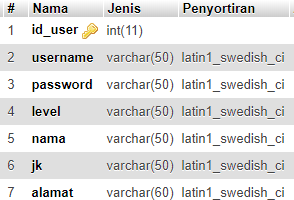 # Nama Jenis Penyortiran
1 id_user int(11)
2 username varchar(50) latin1_swedish_ci
3 password varchar(50) latin1_swedish_ci
4 level varchar(50) latin1_swedish_ci
5 nama varchar(50) latin1_swedish_ci
6 jk varchar(50) latin1_swedish_ci
7 alamat varchar(60) latin1_swedish_ci